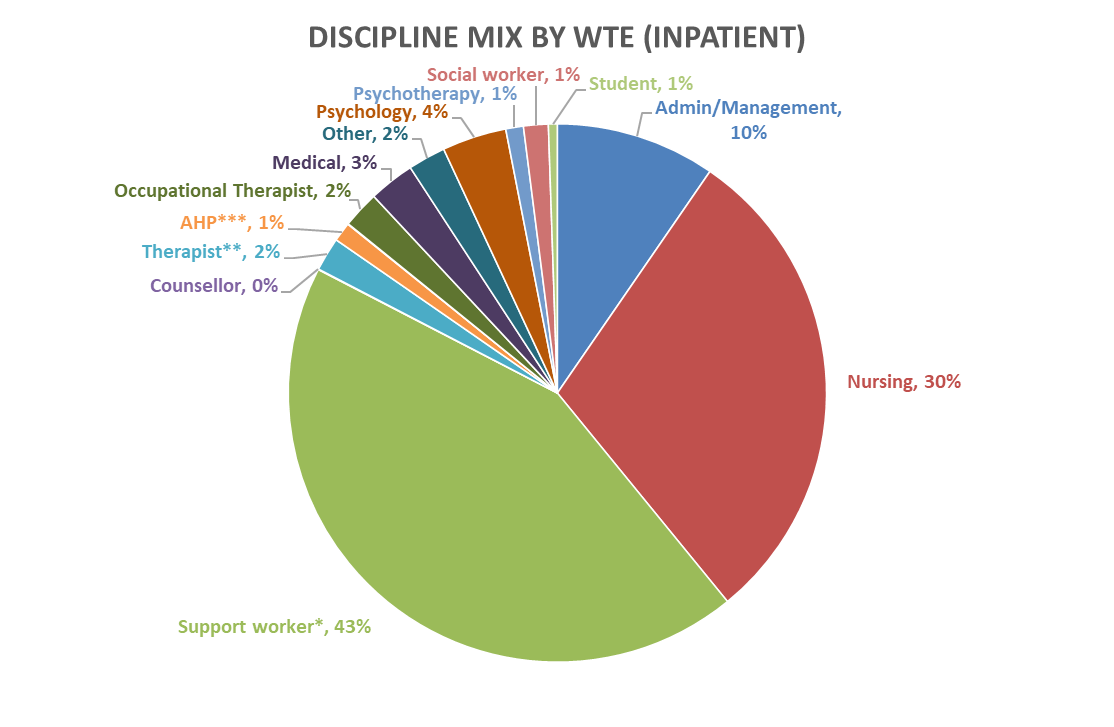 DISCIPLINE MIX BY WTE (INPATIENT)
Social worker, 1%
Student, 1%
Psychotherapy, 1%
Psychology, 4%
Admin/Management,
10%
Other, 2%
Medical, 3%
Occupational Therapist, 2%
AHP***, 1%
Therapist**, 2%
Counsellor, 0%
Nursing, 30%
Support worker*, 43%